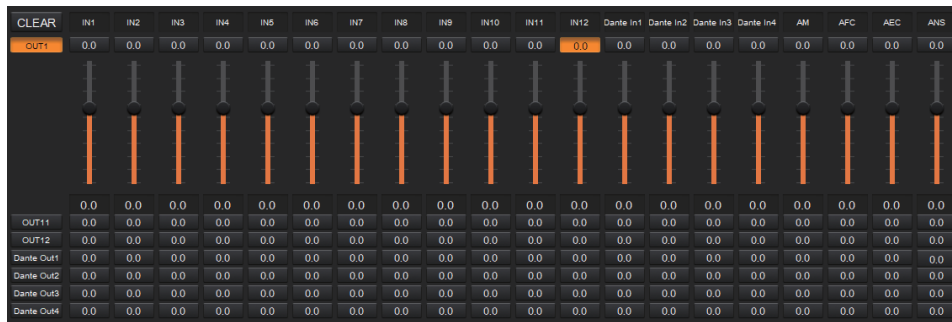 CLEAR IN1 IN2 IN3 IN4 IN5 IN6 IN7 IN8 IN9 IN10 IN11 IN12 Dante In1 Dante In2 Dante In3 Dante In4 AM AFC AEC ANS
OUT1 0.0 0.0 0.0 0.0 0.0 0.0 0.0 0.0 0.0 0.0 0.0 0.0 0.0 0.0 0.0 0.0 0.0 0.0 0.0 0.0
0.0 0.0 0.0 0.0 0.0 0.0 0.0 0.0 0.0 0.0 0.0 0.0 0.0 0.0 0.0 0.0 0.0 0.0 0.0 0.0
OUT11 0.0 0.0 0.0 0.0 0.0 0.0 0.0 0.0 0.0 0.0 0.0 0.0 0.0 0.0 0.0 0.0 0.0 0.0 0.0 0.0
OUT12 0.0 0.0 0.0 0.0 0.0 0.0 0.0 0.0 0.0 0.0 0.0 0.0 0.0 0.0 0.0 0.0 0.0 0.0 0.0 0.0
Dante Out1 0.0 0.0 0.0 0.0 0.0 0.0 0.0 0.0 0.0 0.0 0.0 0.0 0.0 0.0 0.0 0.0 0.0 0.0 0.0 0.0
Dante Out2 0.0 0.0 0.0 0.0 0.0 0.0 0.0 0.0 0.0 0.0 0.0 0.0 0.0 0.0 0.0 0.0 0.0 0.0 0.0 0.0
Dante Out3 0.0 0.0 0.0 0.0 0.0 0.0 0.0 0.0 0.0 0.0 0.0 0.0 0.0 0.0 0.0 0.0 0.0 0.0 0.0 0.0
Dante Out4 0.0 0.0 0.0 0.0 0.0 0.0 0.0 0.0 0.0 0.0 0.0 0.0 0.0 0.0 0.0 0.0 0.0 0.0 0.0 0.0